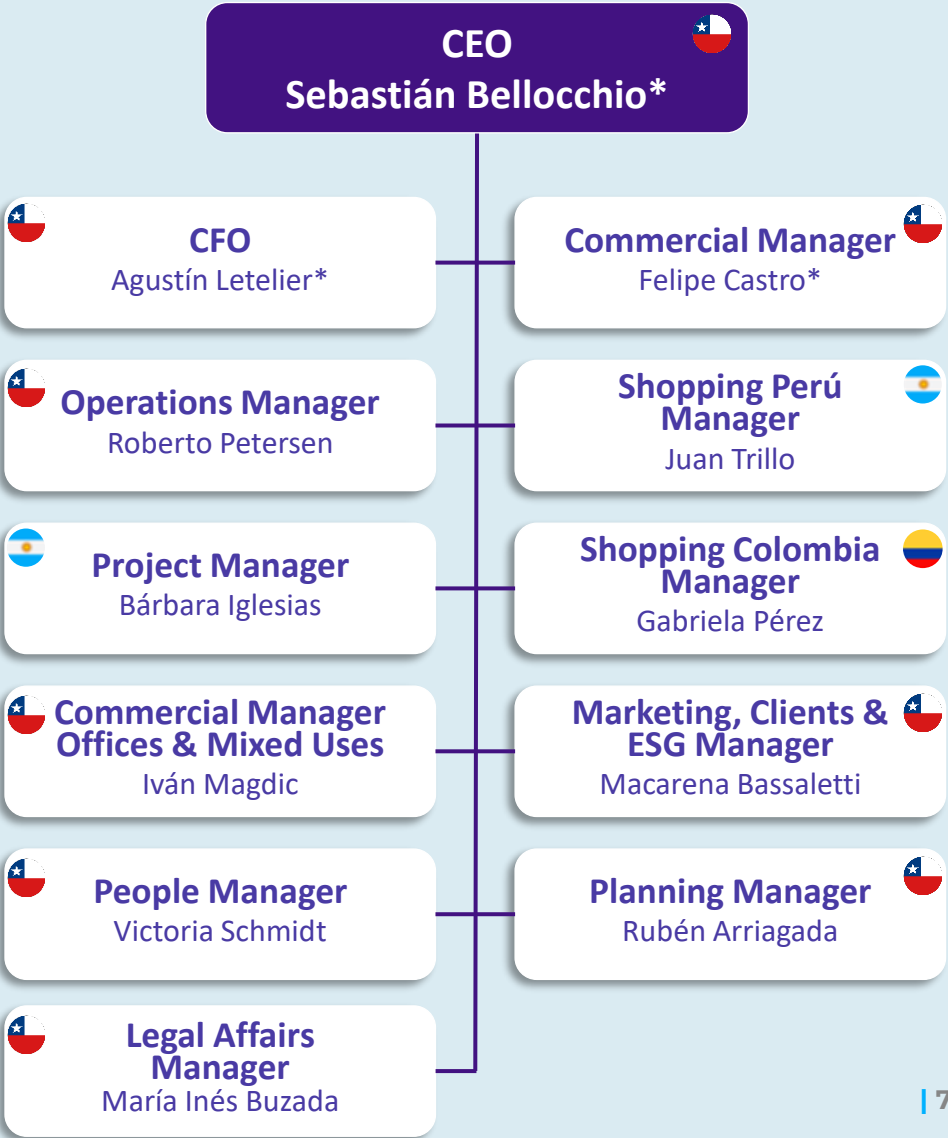 CEO
Sebastián Bellocchio*
CFO
Agustín Letelier*
Commercial Manager
Felipe Castro*
Operations Manager
Roberto Petersen
Shopping Perú
Manager
Juan Trillo
Project Manager
Bárbara Iglesias
Shopping Colombia
Manager
Gabriela Pérez
Commercial Manager
Offices & Mixed Uses
Iván Magdic
Marketing, Clients &
ESG Manager
Macarena Bassaletti
People Manager
Victoria Schmidt
Planning Manager
Rubén Arriagada
Legal Affairs
Manager
María Inés Buzada
| 7